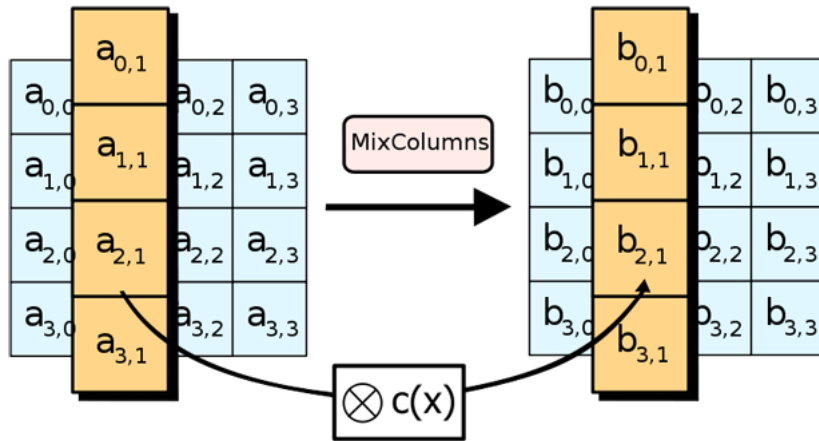 a0,1 b0,1
a0,0 a0,2 a0,3 b0,0 b0,2 b0,3
MixColumns
a1,1 b1,1
a1,0 a1,2 a1,3 b1,0 b1,2 b1,3
a2,1 b2,1
a2,0 a2,2 a2,3 b2,0 b2,2 b2,3
a3,1 b3,1
a3,0 a3,2 a3,3 b3,0 b3,2 b3,3
⊗ c(x)